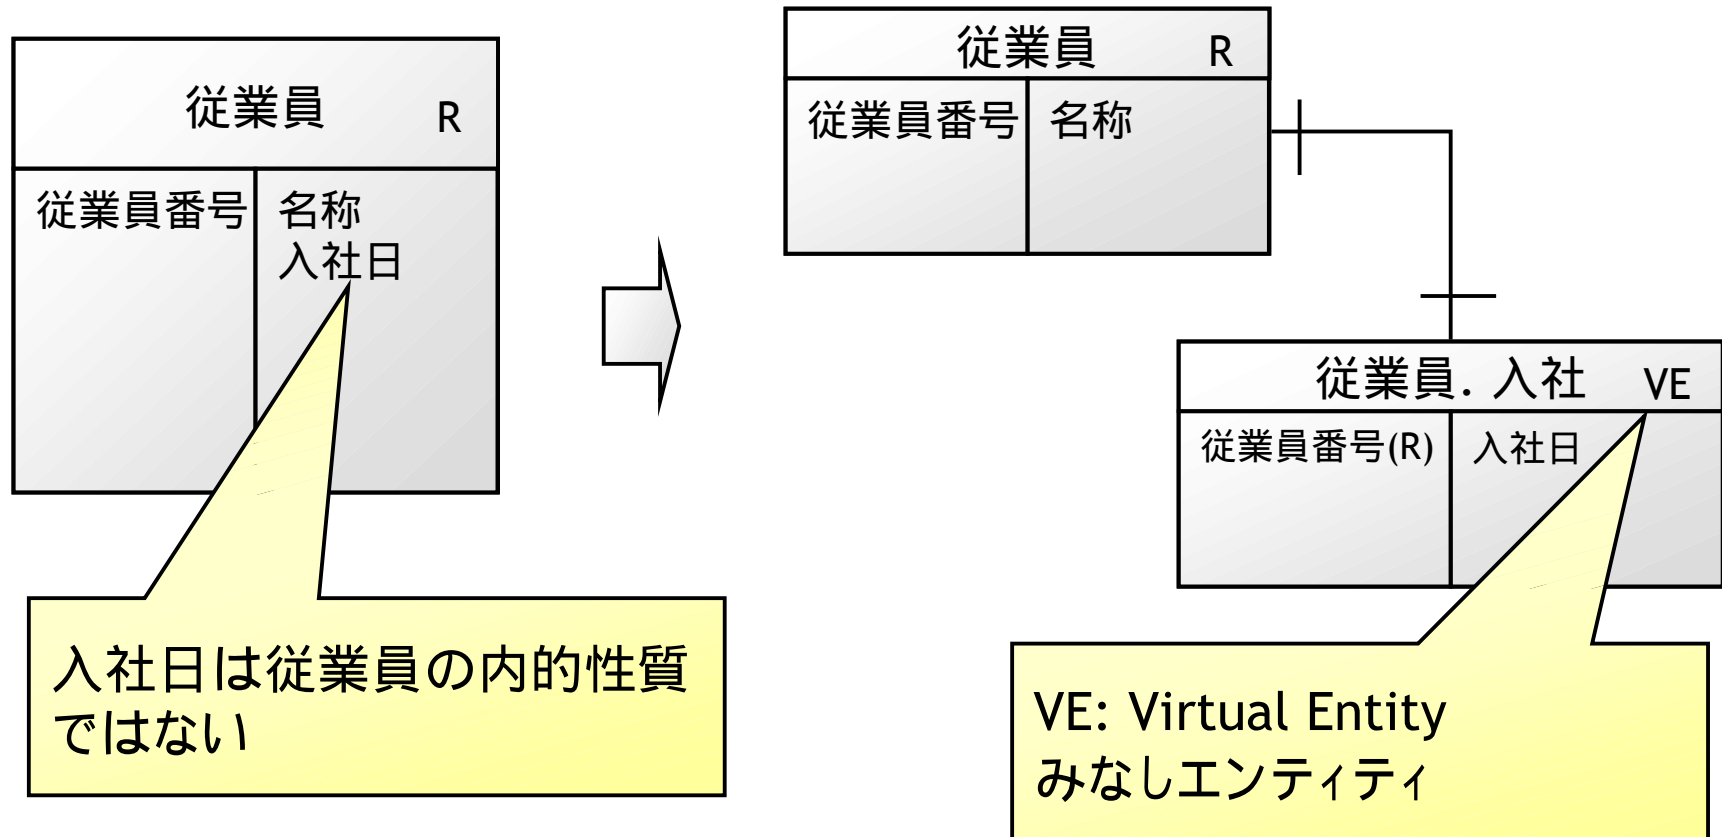 従業員 R
従業員番号 名称
入社日
入社日は従業員の内的性質
ではない
従業員 R
従業員番号 名称
従業員. 入社 VE
従業員番号(R) 入社日
VE: Virtual Entity
みなしエンティティ